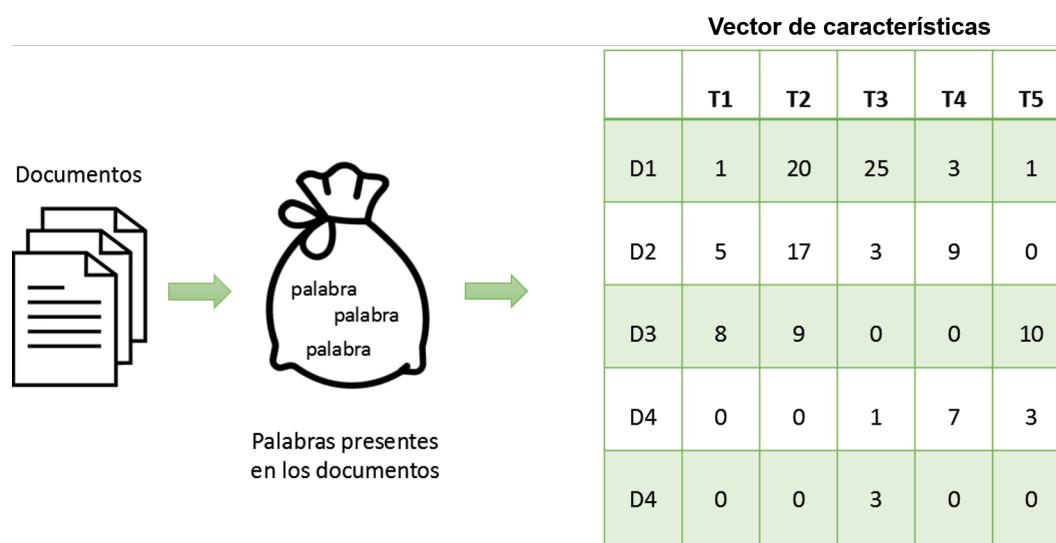 Vector de características
Documentos
palabra
palabra
palabra
Palabras presentes
en los documentos
T1 T2 T3 T4 T5
D1 1 20 25 3 1
D2 5 17 3 9 0
D3 8 9 0 0 10
D4 0 0 1 7 3
D4 0 0 3 0 0